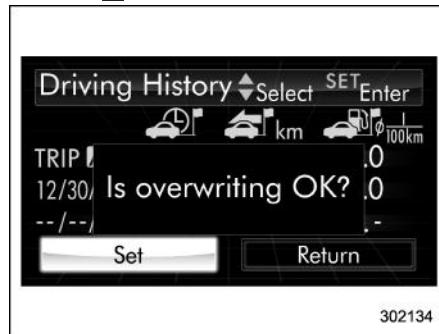 Driving History Select SET Enter
km l/100km
TRIP .0
12/30/ .0
--/--/ .-
Is overwriting OK?
Set Return
302134